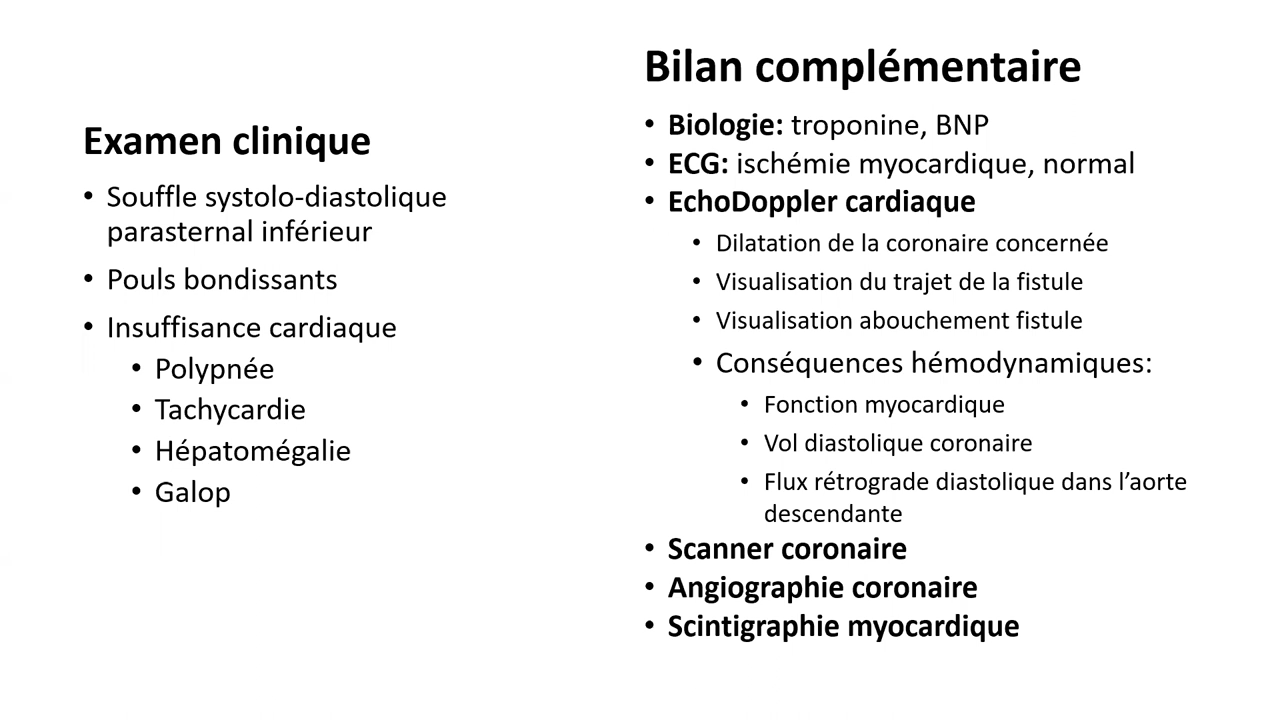 Examen clinique
• Souffle systolo-diastolique
parasternal inférieur
• Pouls bondissants
• Insuffisance cardiaque
• Polypnée
• Tachycardie
• Hépatomégalie
• Galop
Bilan complémentaire
• Biologie: troponine, BNP
• ECG: ischémie myocardique, normal
• EchoDoppler cardiaque
• Dilatation de la coronaire concernée
• Visualisation du trajet de la fistule
• Visualisation abouchement fistule
• Conséquences hémodynamiques:
• Fonction myocardique
• Vol diastolique coronaire
• Flux rétrograde diastolique dans l’aorte
descendante
• Scanner coronaire
• Angiographie coronaire
• Scintigraphie myocardique